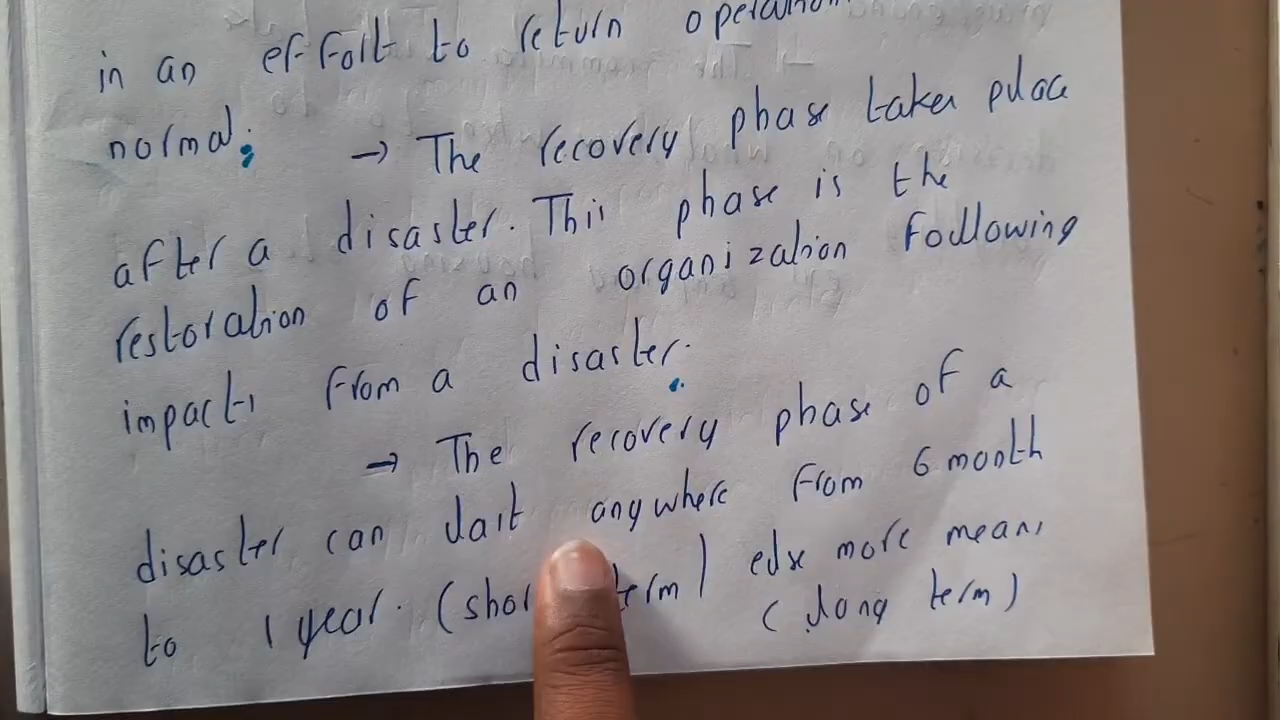 in an effort to return operation
normal; → The recovery phase taken place
after a disaster. This phase is the
restoration of an organization following
impacts from a disaster.
→ The recovery phase of a
disaster can last anywhere from 6 month
to 1 year. (short term) else more means
(long term)